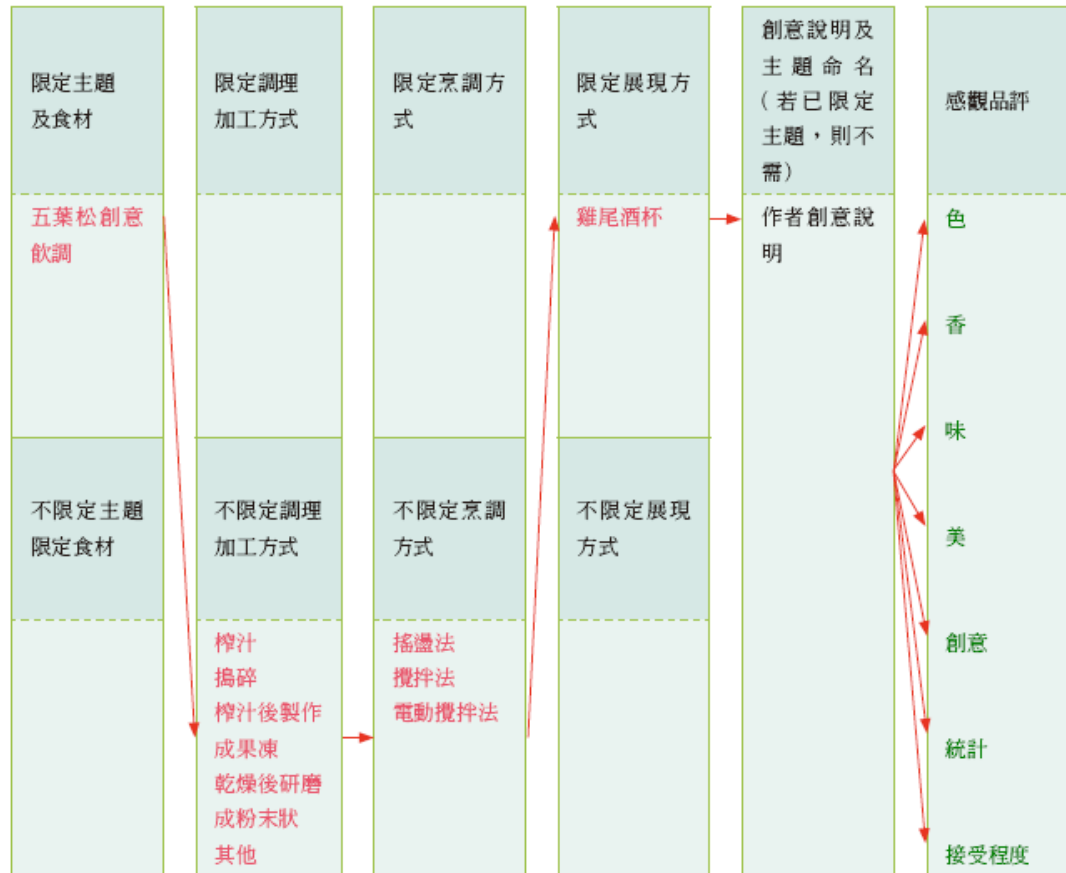 限定主題
及食材
限定調理
加工方式
限定烹調方
式
限定展現方
式
創意說明及
主題命名
(若已限定
主題，則不
需)
感觀品評
五葉松創意
飲調
雞尾酒杯
作者創意說
明
色
香
味
美
創意
統計
接受程度
不限定主題
限定食材
不限定調理
加工方式
不限定烹調
方式
不限定展現
方式
榨汁
搗碎
榨汁後製作
成果凍
乾燥後研磨
成粉末狀
其他
搖盪法
攪拌法
電動攪拌法